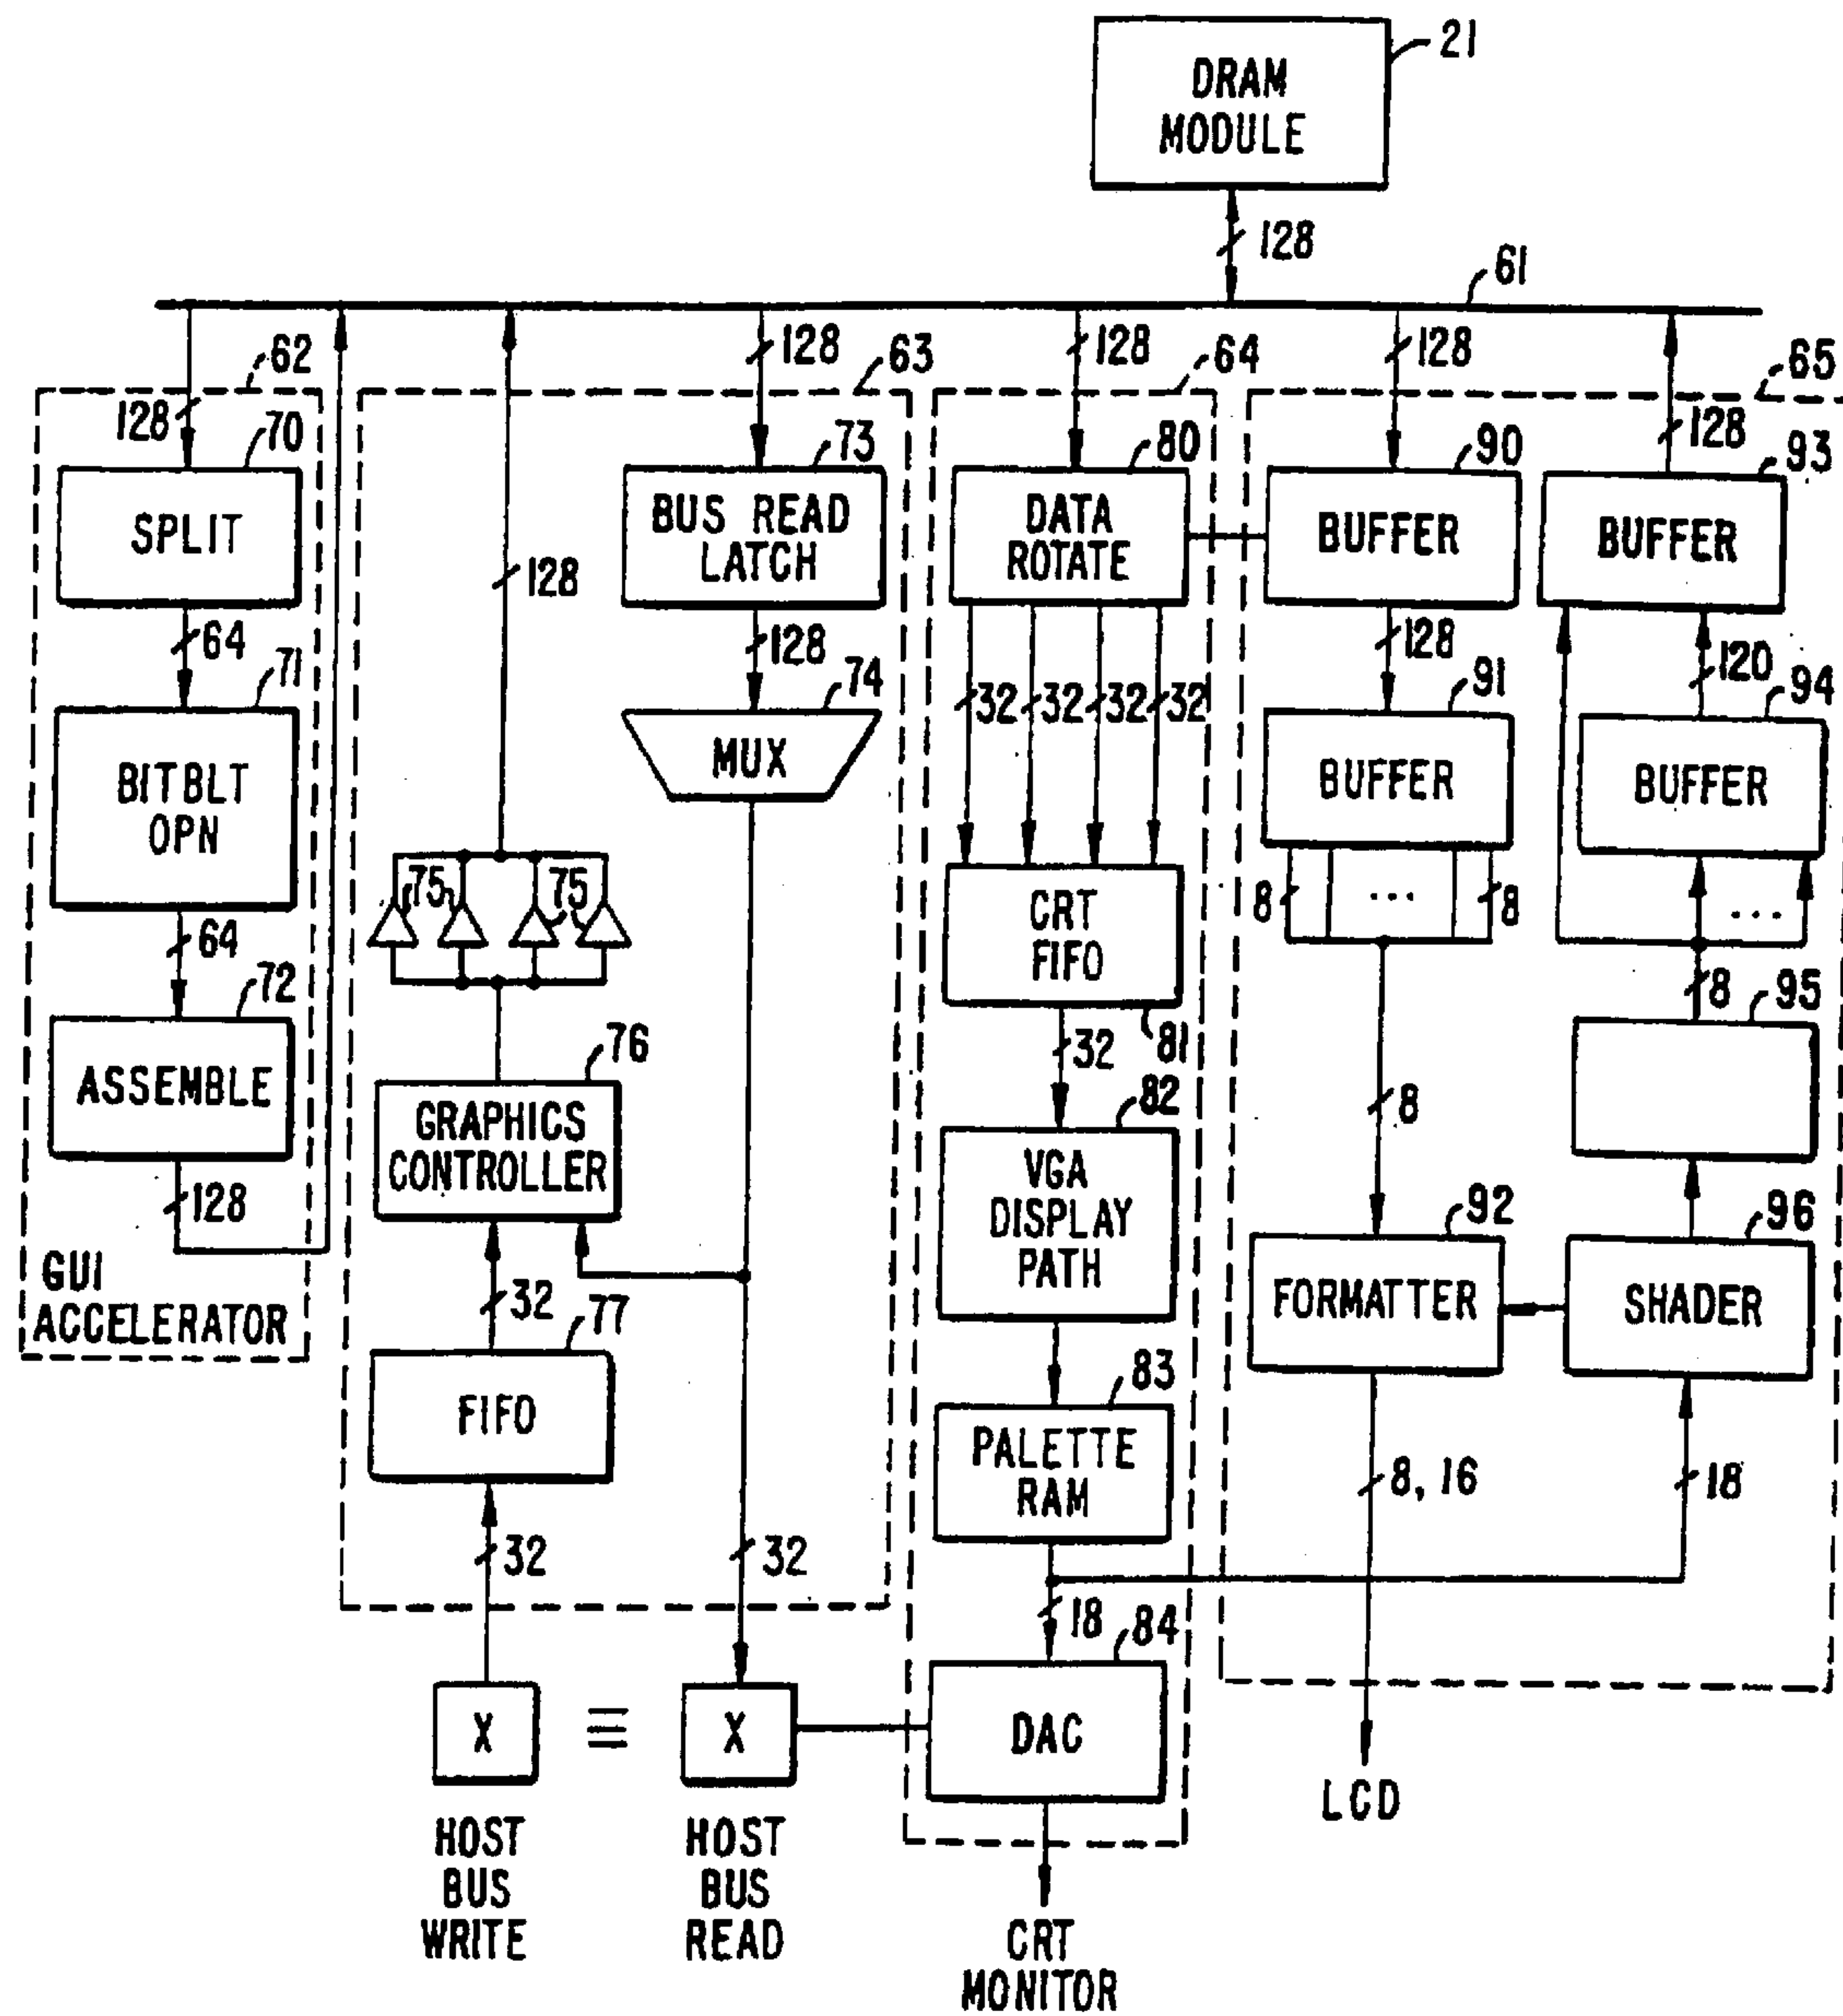 21
DRAM
MODULE
128
61
128
128
128
62
63
64
65
128
70
73
80
90
128
93
SPLIT
BUS READ
LATCH
DATA
ROTATE
BUFFER
BUFFER
128
64
128
128
120
71
74
32
32
32
32
91
94
BITBLT
OPN
MUX
BUFFER
BUFFER
75
75
CRT
FIFO
8
...
8
...
64
72
81
8
95
ASSEMBLE
76
32
82
8
GRAPHICS
CONTROLLER
VGA
DISPLAY
PATH
92
96
128
GUI
ACCELERATOR
32
FORMATTER
SHADER
77
83
FIFO
PALETTE
RAM
8, 16
18
32
32
18
84
X
≡
X
DAC
LCD
HOST
BUS
WRITE
HOST
BUS
READ
CRT
MONITOR